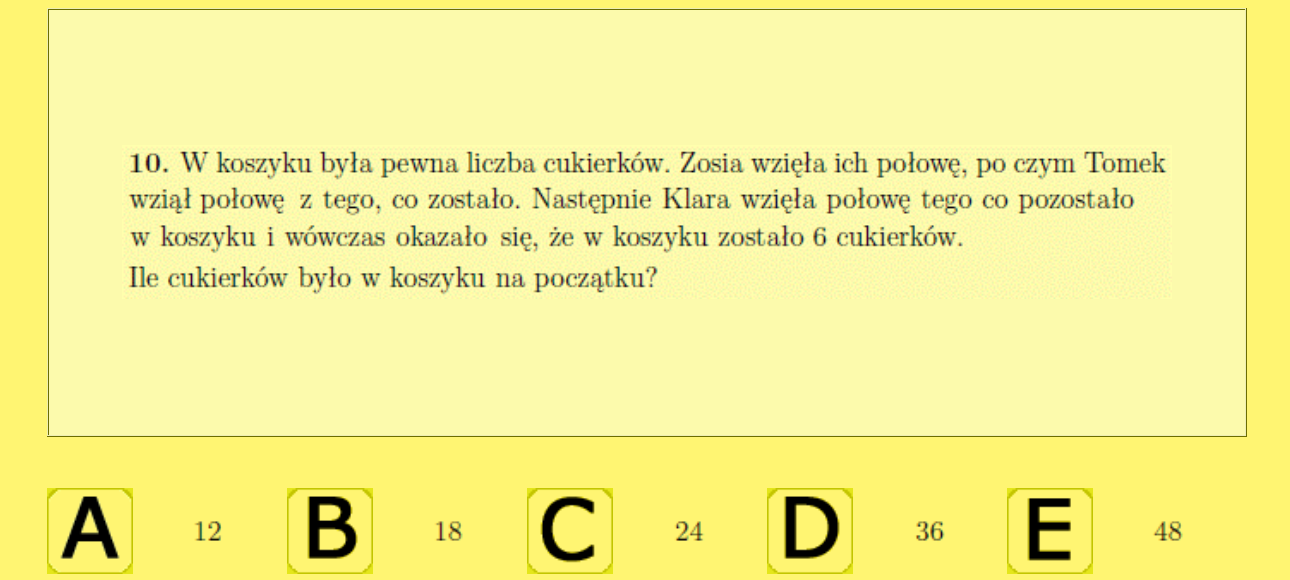 10. W koszyku była pewna liczba cukierków. Zosia wzięła ich połowę, po czym Tomek
wziął połowę z tego, co zostało. Następnie Klara wzięła połowę tego co pozostało
w koszyku i wówczas okazało się, że w koszyku zostało 6 cukierków.
Ile cukierków było w koszyku na początku?
A 12 B 18 C 24 D 36 E 48